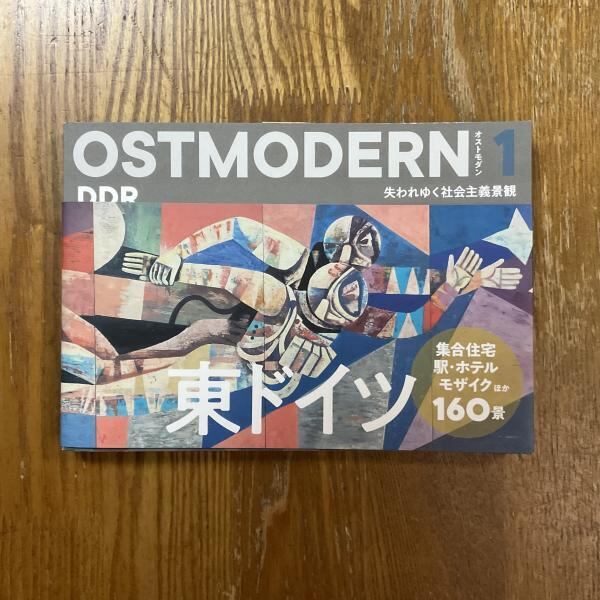 OSTMODERN
オストモダン
1
DDR
失われゆく社会主義景観
集合住宅
駅・ホテル
モザイクほか
160景
東ドイツ